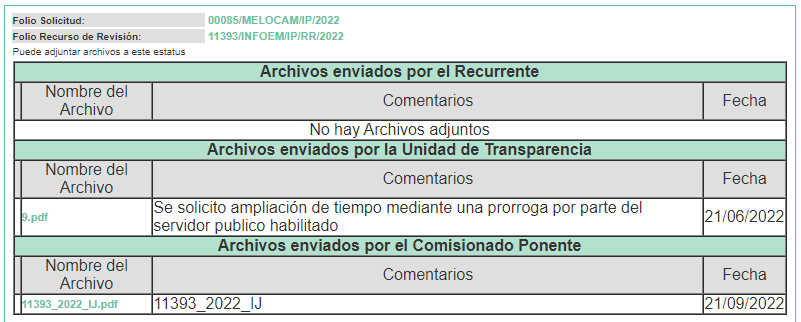 Folio Solicitud: 00085/MELOCAM/IP/2022
Folio Recurso de Revisión: 11393/INFOEM/IP/RR/2022
Puede adjuntar archivos a este estatus
Archivos enviados por el Recurrente
Nombre del Archivo Comentarios Fecha
No hay Archivos adjuntos
Archivos enviados por la Unidad de Transparencia
Nombre del Archivo Comentarios Fecha
9.pdf Se solicito ampliación de tiempo mediante una prorroga por parte del servidor publico habilitado 21/06/2022
Archivos enviados por el Comisionado Ponente
Nombre del Archivo Comentarios Fecha
11393_2022_IJ.pdf 11393_2022_IJ 21/09/2022